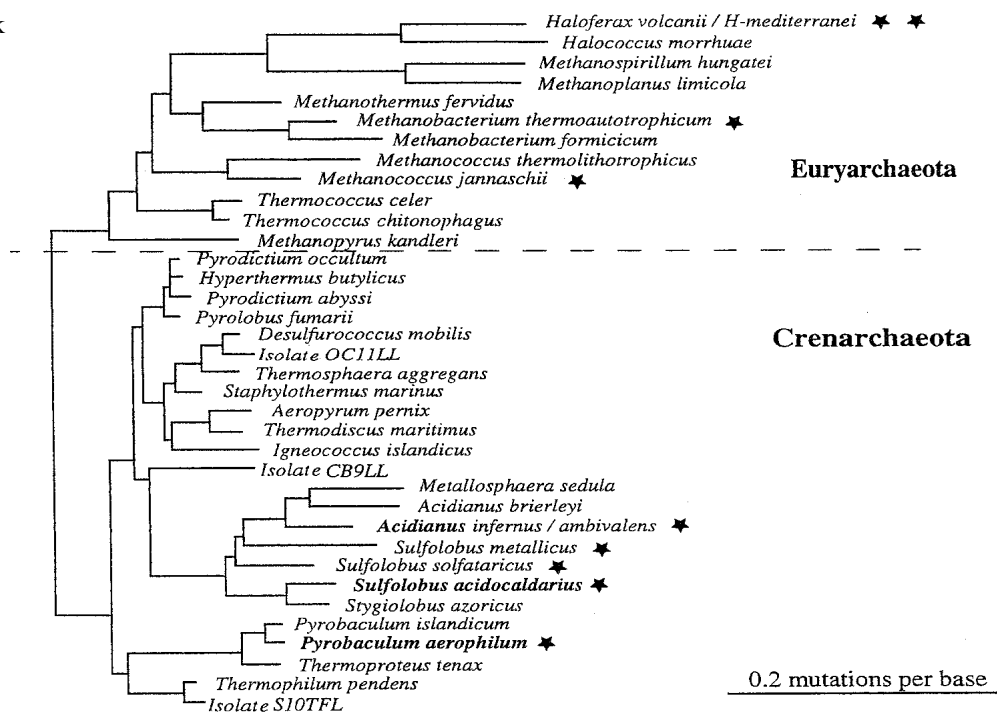 Haloferax volcanii / H-mediterranei ★ ★
Halococcus morrhuae
Methanospirillum hungatei
Methanoplanus limicola
Methanothermus fervidus
Methanobacterium thermoautotrophicum ★
Methanobacterium formicicum
Methanococcus thermolithotrophicus
Euryarchaeota
Methanococcus jannaschii ★
Thermococcus celer
Thermococcus chitonophagus
Methanopyrus kandleri
Pyrodictium occultum
Hyperthermus butylicus
Pyrodictium abyssi
Pyrolobus fumarii
Desulfurococcus mobilis
Crenarchaeota
Isolate OC11LL
Thermosphaera aggregans
Staphylothermus marinus
Aeropyrum pernix
Thermodiscus maritimus
Igneococcus islandicus
Isolate CB9LL
Metallosphaera sedula
Acidianus brierleyi
Acidianus infernus / ambivalens ★
Sulfolobus metallicus ★
Sulfolobus solfataricus ★
Sulfolobus acidocaldarius ★
Stygiolobus azoricus
Pyrobaculum islandicum
Pyrobaculum aerophilum ★
Thermoproteus tenax
Thermophilum pendens
0.2 mutations per base
Isolate S10TFL